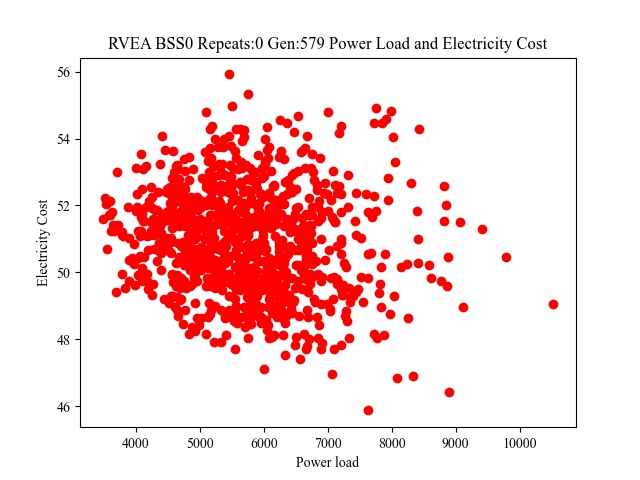 RVEA BSS0 Repeats:0 Gen:579 Power Load and Electricity Cost
56
54
52
50
48
46
Electricity Cost
4000 5000 6000 7000 8000 9000 10000
Power load